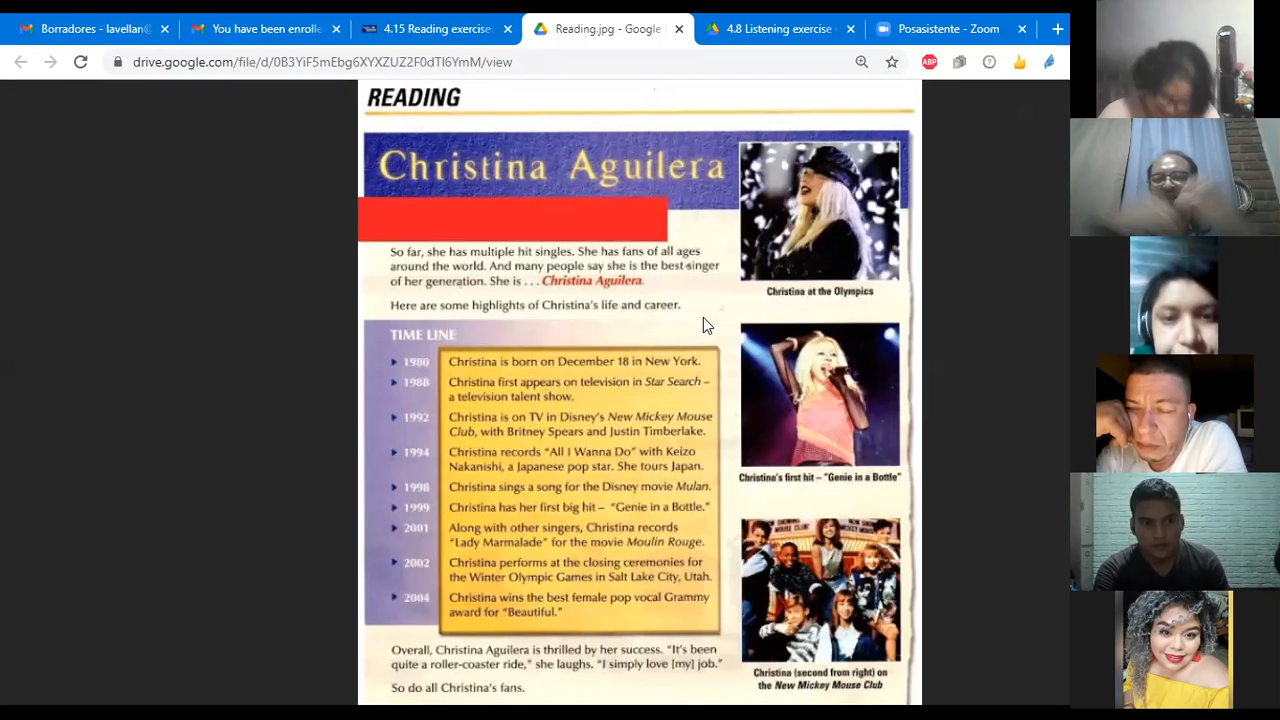 Borradores - lavellan@
You have been enrolle
4.15 Reading exercise
Reading.jpg - Google
4.8 Listening exercise
Posasistente - Zoom
drive.google.com/file/d/0B3YiF5mEbg6XYXZUZ2F0dTl6YmM/view
ABP
READING
Christina Aguilera
So far, she has multiple hit singles. She has fans of all ages
around the world. And many people say she is the best singer
of her generation. She is . . . Christina Aguilera.
Here are some highlights of Christina's life and career.
Christina at the Olympics
TIME LINE
1980 Christina is born on December 18 in New York.
1988 Christina first appears on television in Star Search –
a television talent show.
1992 Christina is on TV in Disney's New Mickey Mouse
Club, with Britney Spears and Justin Timberlake.
1994 Christina records "All I Wanna Do" with Keizo
Nakanishi, a Japanese pop star. She tours Japan.
1998 Christina sings a song for the Disney movie Mulan.
1999 Christina has her first big hit – "Genie in a Bottle."
2001 Along with other singers, Christina records
"Lady Marmalade" for the movie Moulin Rouge.
2002 Christina performs at the closing ceremonies for
the Winter Olympic Games in Salt Lake City, Utah.
2004 Christina wins the best female pop vocal Grammy
award for "Beautiful."
Christina's first hit – "Genie in a Bottle"
Overall, Christina Aguilera is thrilled by her success. "It's been
quite a roller-coaster ride," she laughs. "I simply love [my] job."
So do all Christina's fans.
Christina (second from right) on
the New Mickey Mouse Club